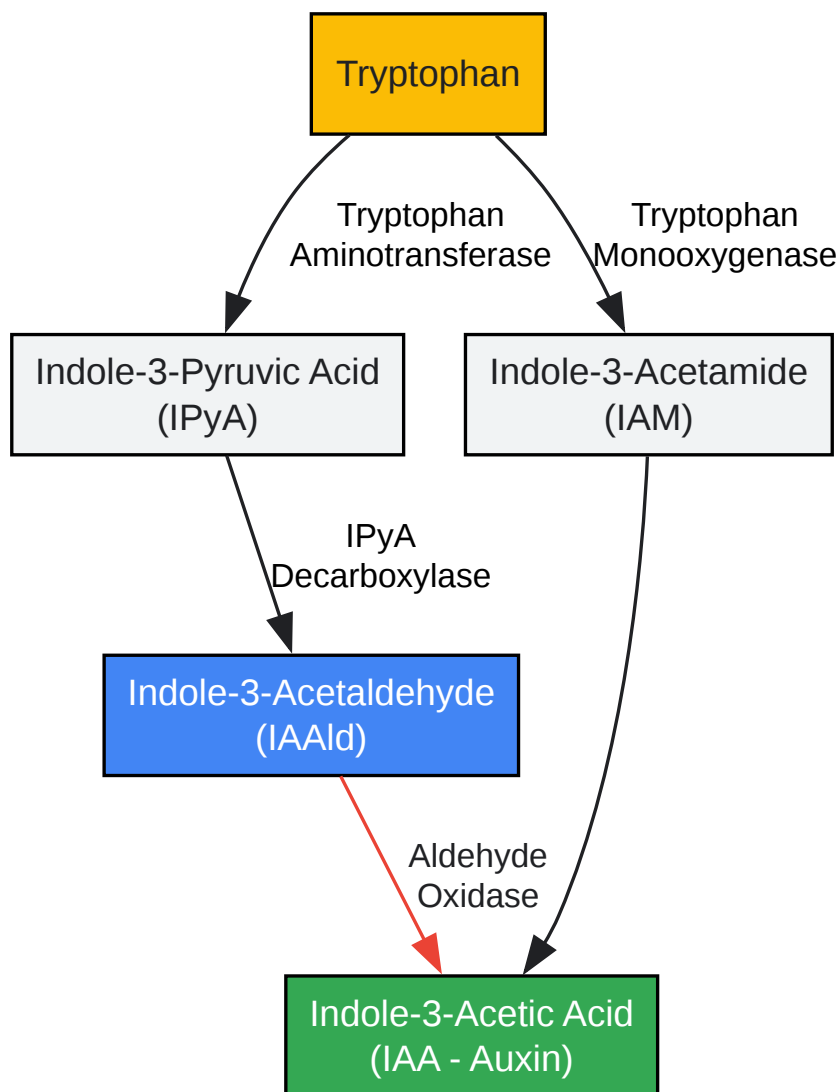 Tryptophan
Tryptophan
Aminotransferase
Tryptophan
Monooxygenase
Indole-3-Pyruvic Acid
(IPyA)
Indole-3-Acetamide
(IAM)
IPyA
Decarboxylase
Indole-3-Acetaldehyde
(IAAld)
Aldehyde
Oxidase
Indole-3-Acetic Acid
(IAA - Auxin)